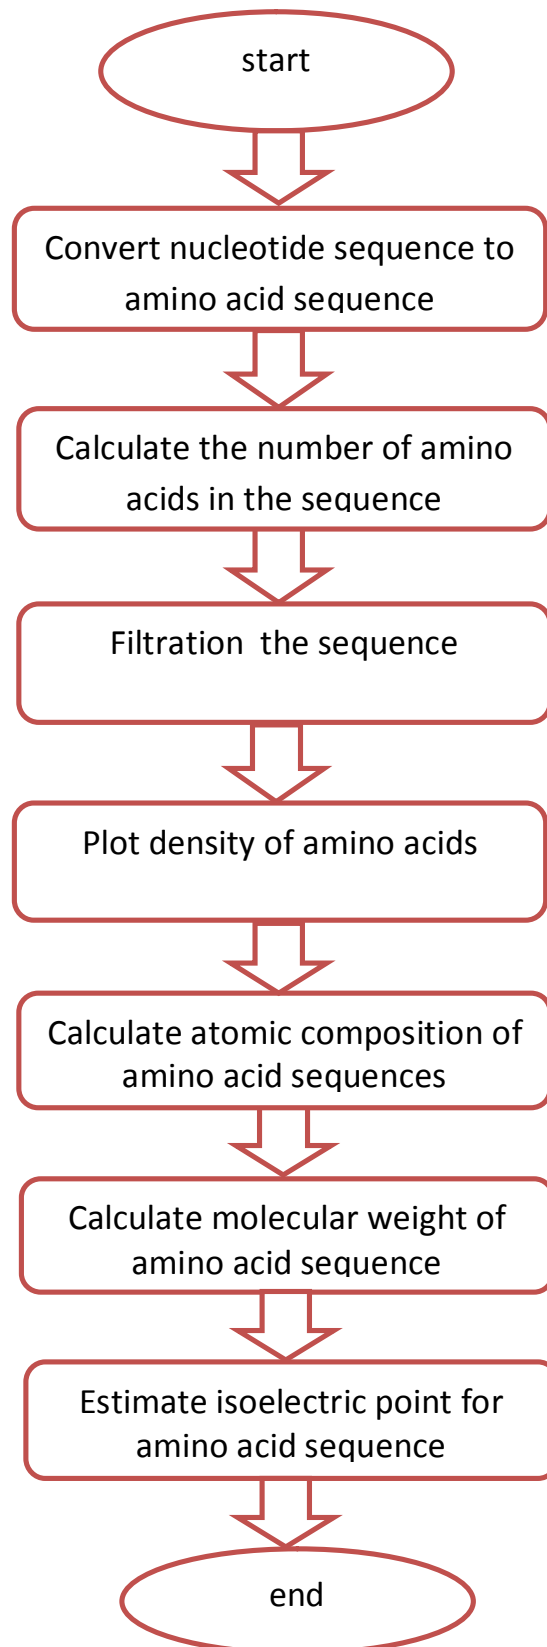 start
Convert nucleotide sequence to
amino acid sequence
Calculate the number of amino
acids in the sequence
Filtration  the sequence
Plot density of amino acids
Calculate atomic composition of
amino acid sequences
Calculate molecular weight of
amino acid sequence
Estimate isoelectric point for
amino acid sequence
end